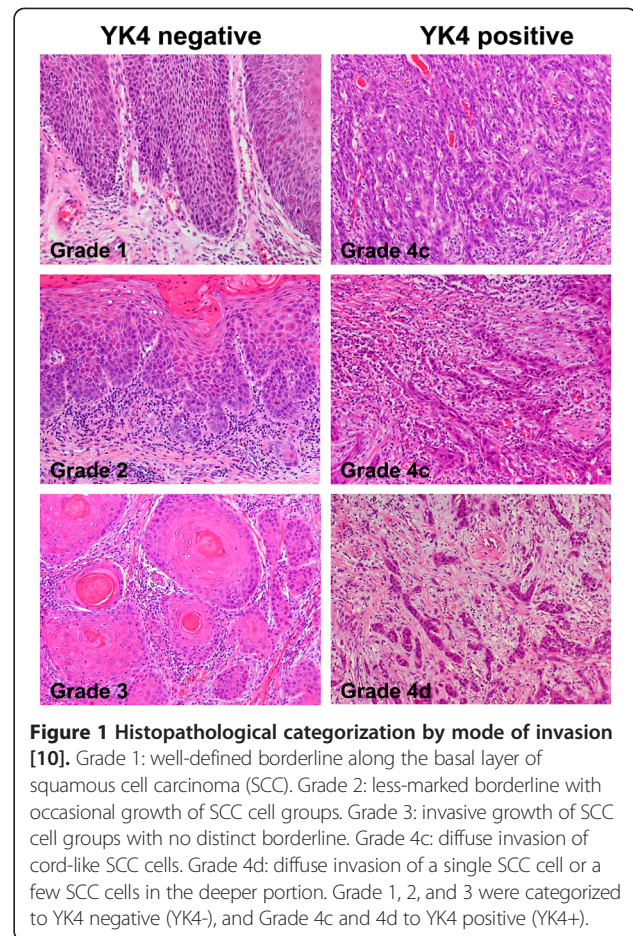 YK4 negative YK4 positive
Grade 1 Grade 4c
Grade 2 Grade 4c
Grade 3 Grade 4d
Figure 1 Histopathological categorization by mode of invasion
[10]. Grade 1: well-defined borderline along the basal layer of
squamous cell carcinoma (SCC). Grade 2: less-marked borderline with
occasional growth of SCC cell groups. Grade 3: invasive growth of SCC
cell groups with no distinct borderline. Grade 4c: diffuse invasion of
cord-like SCC cells. Grade 4d: diffuse invasion of a single SCC cell or a
few SCC cells in the deeper portion. Grade 1, 2, and 3 were categorized
to YK4 negative (YK4-), and Grade 4c and 4d to YK4 positive (YK4+).